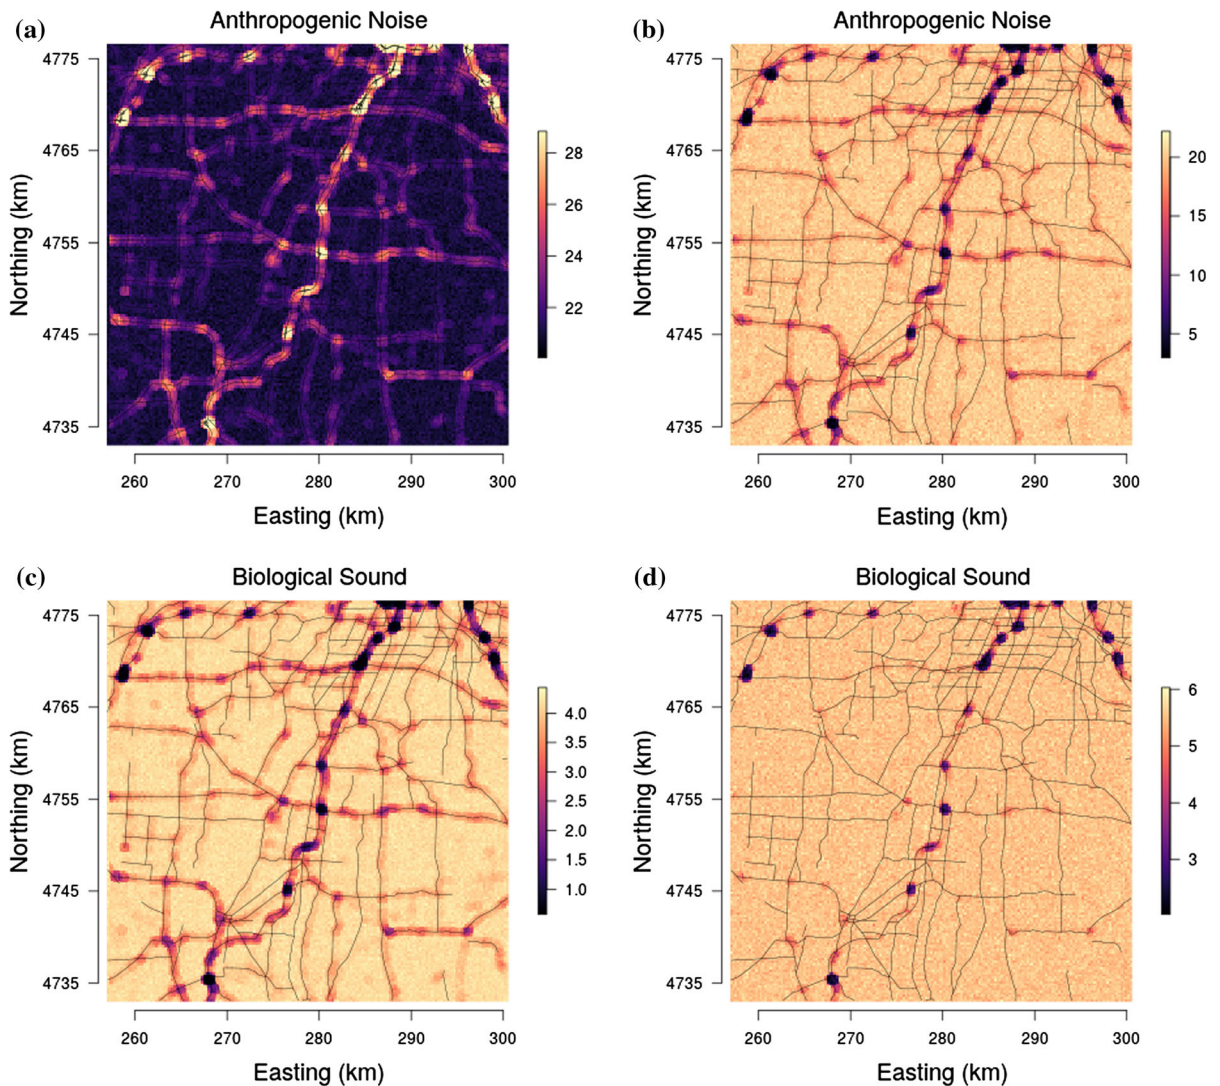 (a)
Anthropogenic Noise
4775
4765
4755
4745
4735
Northing (km)
260 270 280 290 300
Easting (km)
28
26
24
22
(b)
Anthropogenic Noise
4775
4765
4755
4745
4735
Northing (km)
260 270 280 290 300
Easting (km)
20
15
10
5
(c)
Biological Sound
4775
4765
4755
4745
4735
Northing (km)
260 270 280 290 300
Easting (km)
4.0
3.5
3.0
2.5
2.0
1.5
1.0
(d)
Biological Sound
4775
4765
4755
4745
4735
Northing (km)
260 270 280 290 300
Easting (km)
6
5
4
3